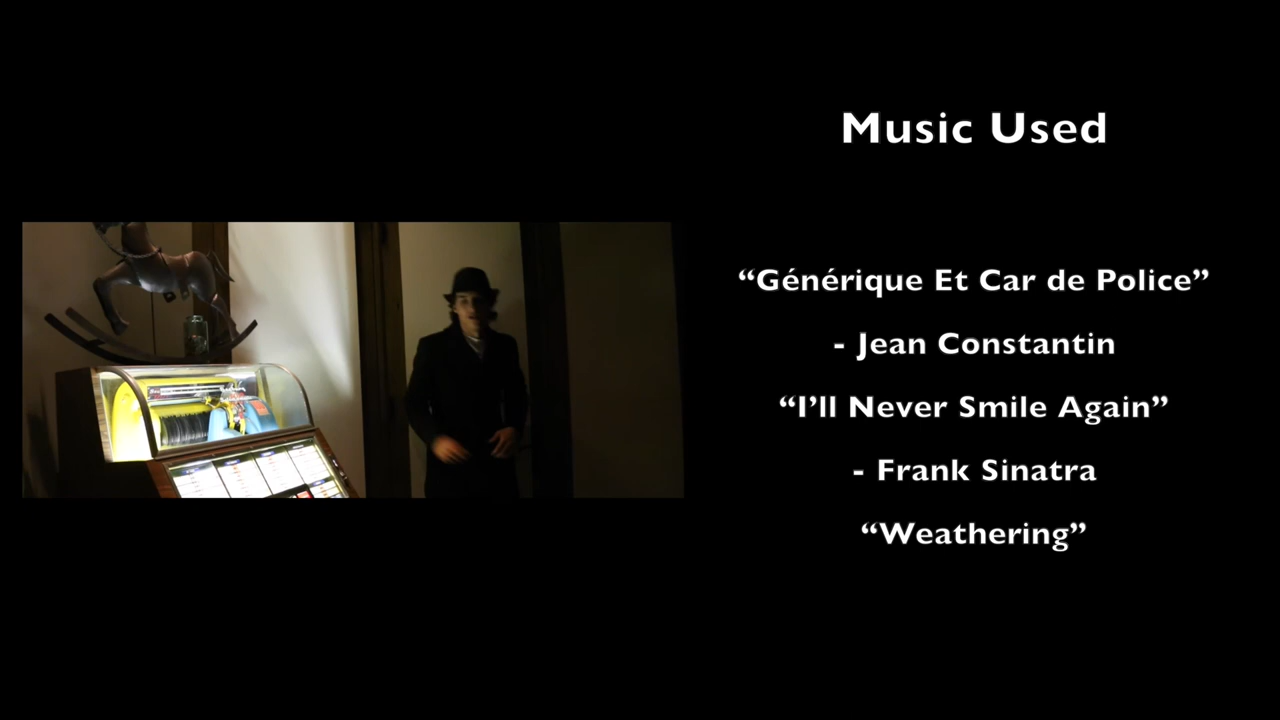 Music Used
“Générique Et Car de Police”
- Jean Constantin
“I’ll Never Smile Again”
- Frank Sinatra
“Weathering”